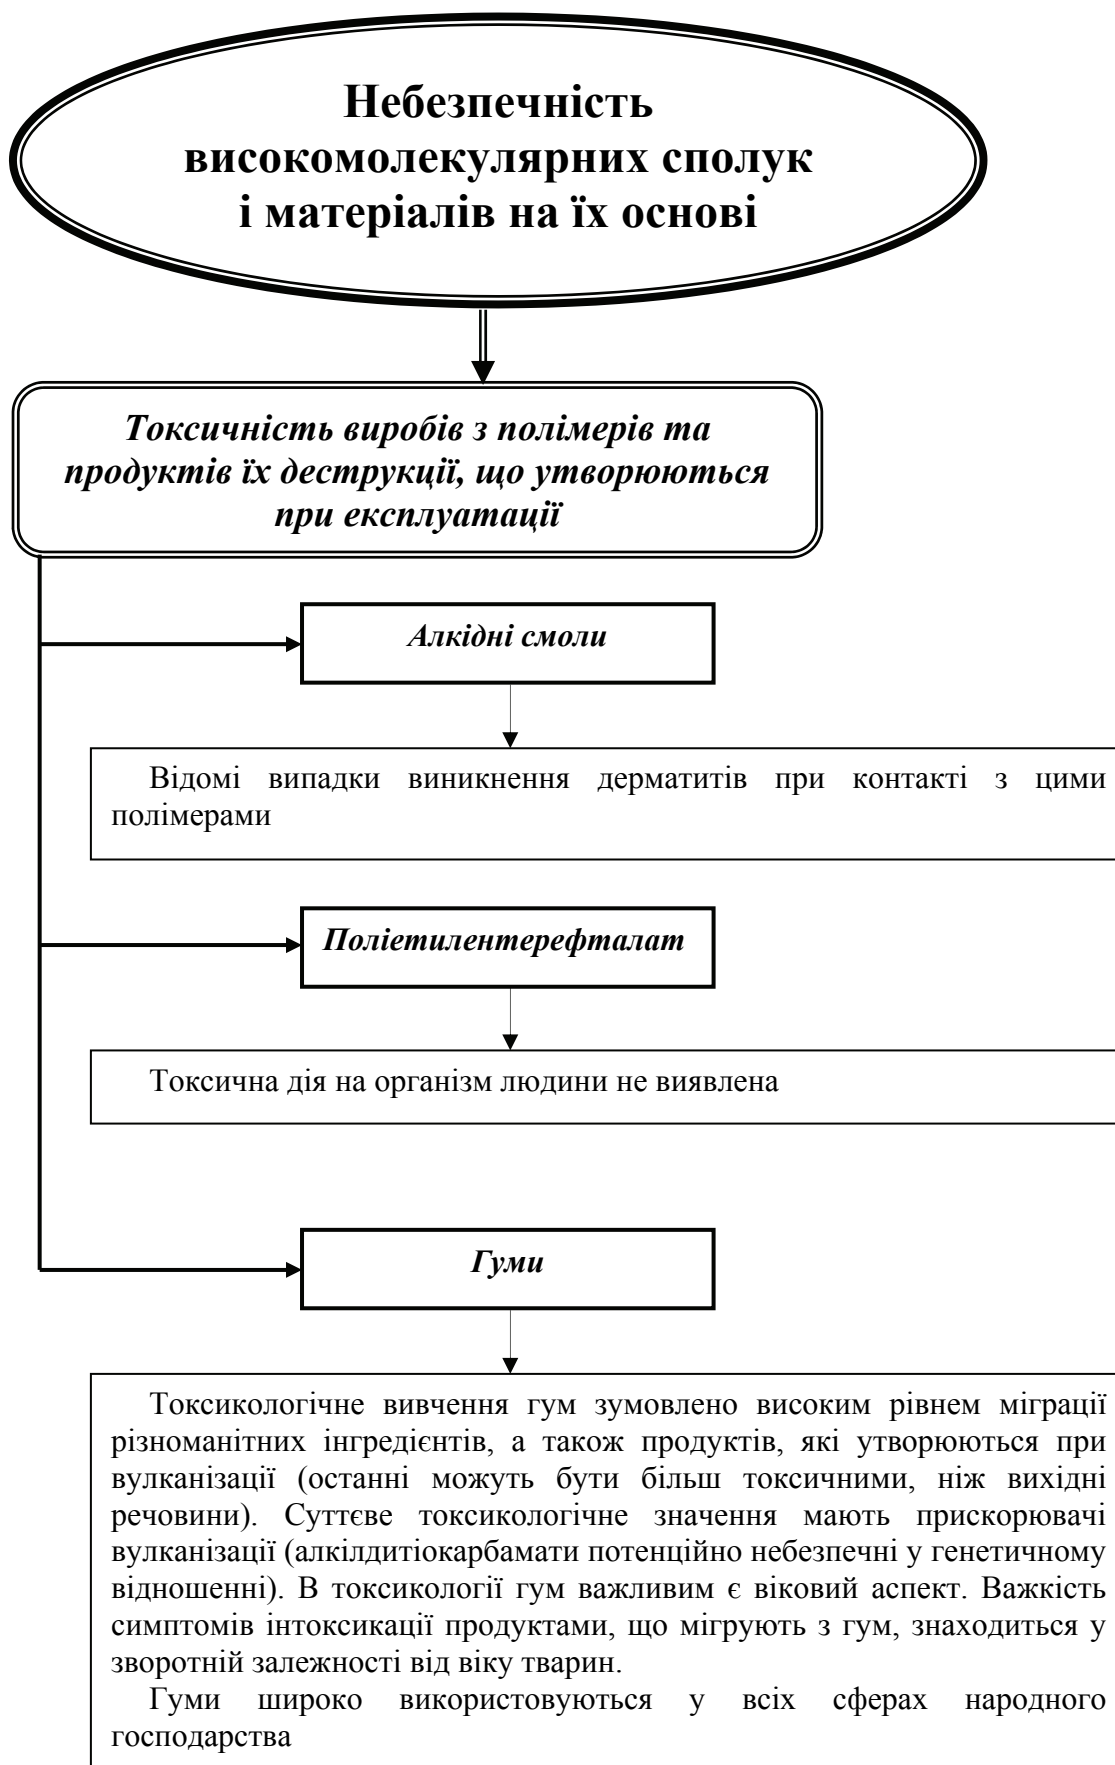 Небезпечність
високомолекулярних сполук
і матеріалів на їх основі
Токсичність виробів з полімерів та
продуктів їх деструкції, що утворюються
при експлуатації
Алкідні смоли
Відомі випадки виникнення дерматитів при контакті з цими
полімерами
Поліетилентерефталат
Токсична дія на організм людини не виявлена
Гуми
Токсикологічне вивчення гум зумовлено високим рівнем міграції
різноманітних інгредієнтів, а також продуктів, які утворюються при
вулканізації (останні можуть бути більш токсичними, ніж вихідні
речовини). Суттєве токсикологічне значення мають прискорювачі
вулканізації (алкілдитіокарбамати потенційно небезпечні у генетичному
відношенні). В токсикології гум важливим є віковий аспект. Важкість
симптомів інтоксикації продуктами, що мігрують з гум, знаходиться у
зворотній залежності від віку тварин.
Гуми широко використовуються у всіх сферах народного
господарства